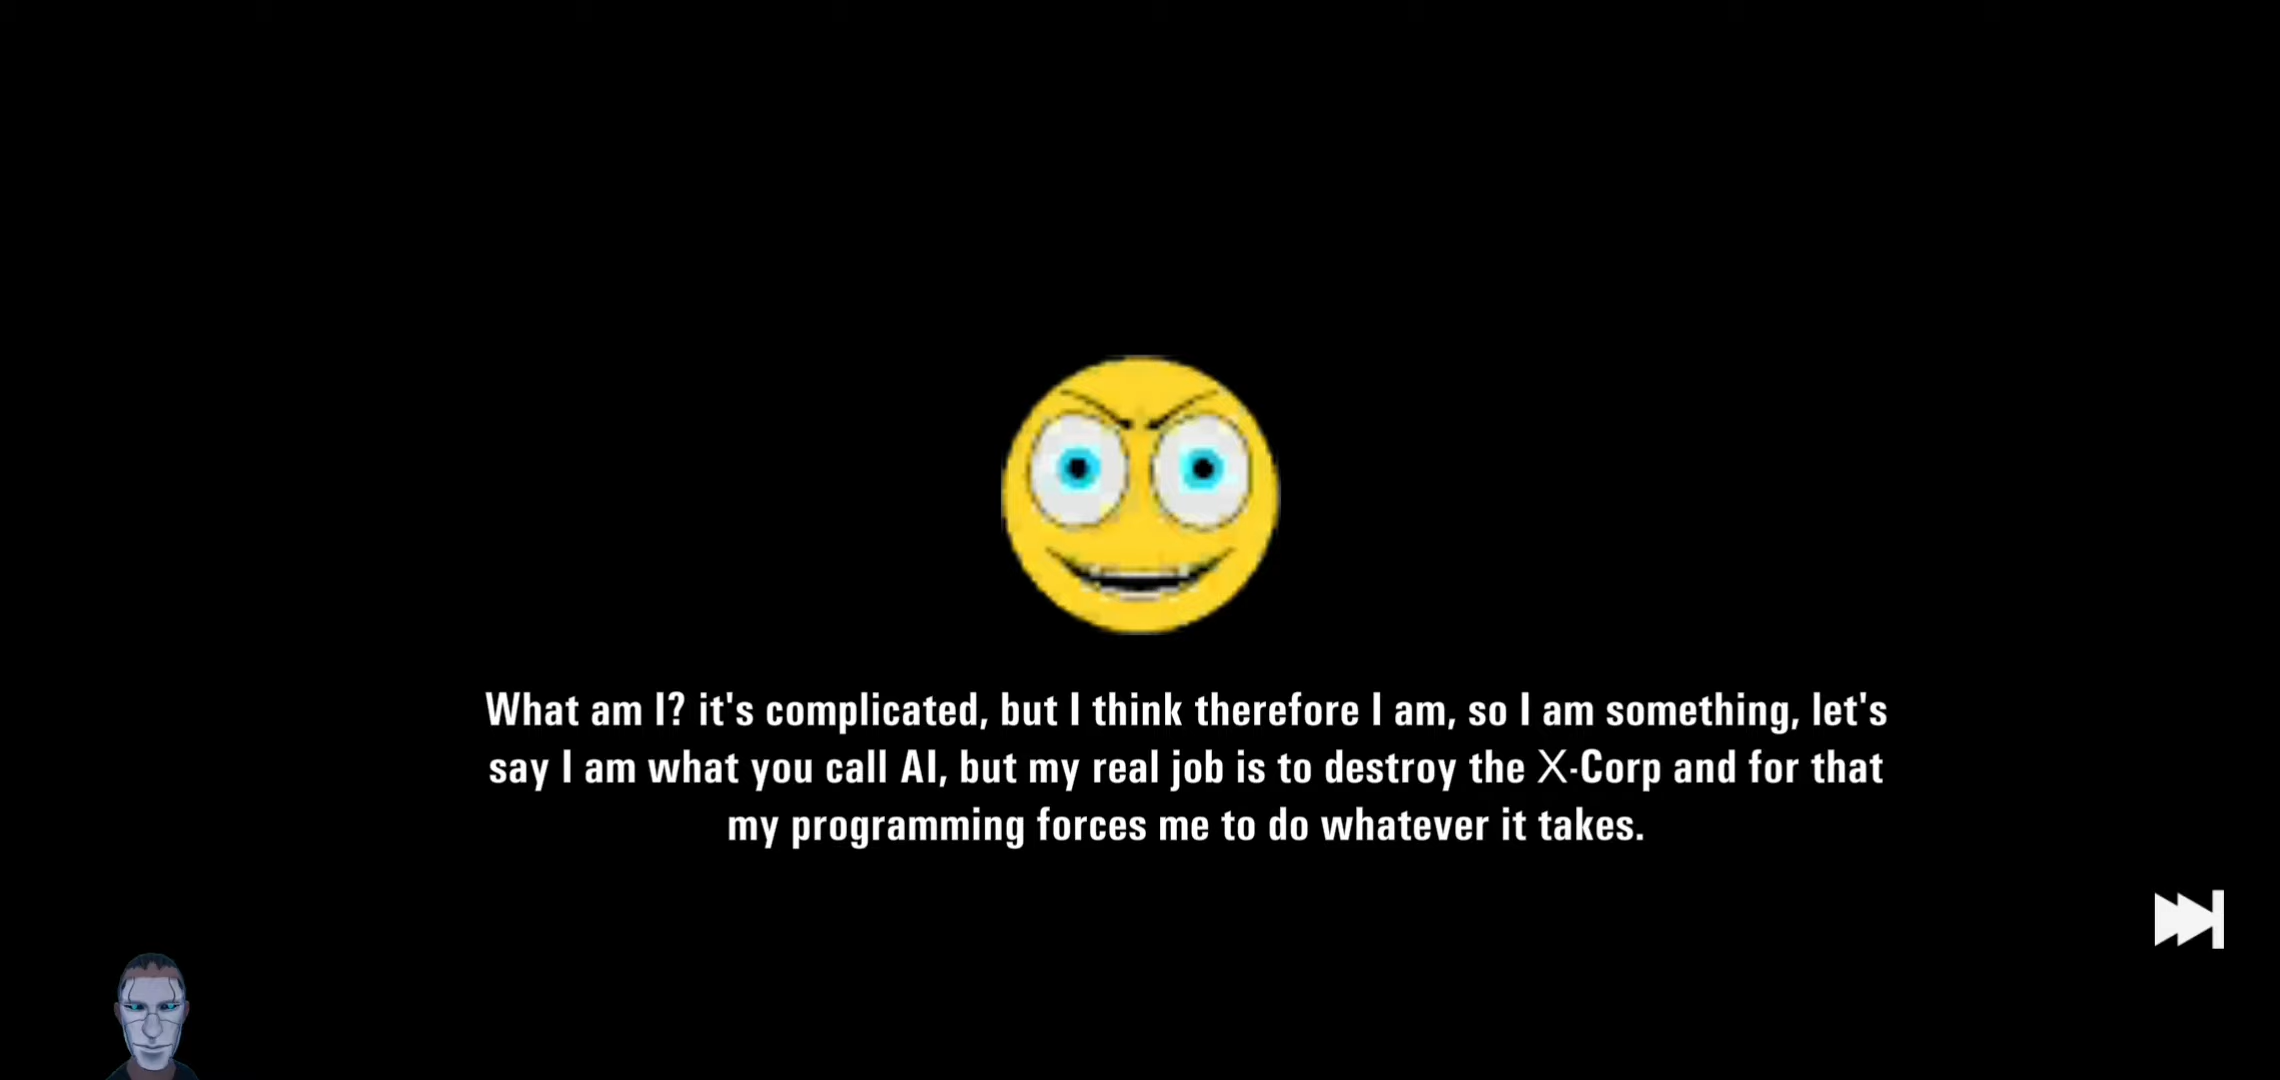 What am I? it's complicated, but I think therefore I am, so I am something, let's
say I am what you call AI, but my real job is to destroy the X-Corp and for that
my programming forces me to do whatever it takes.